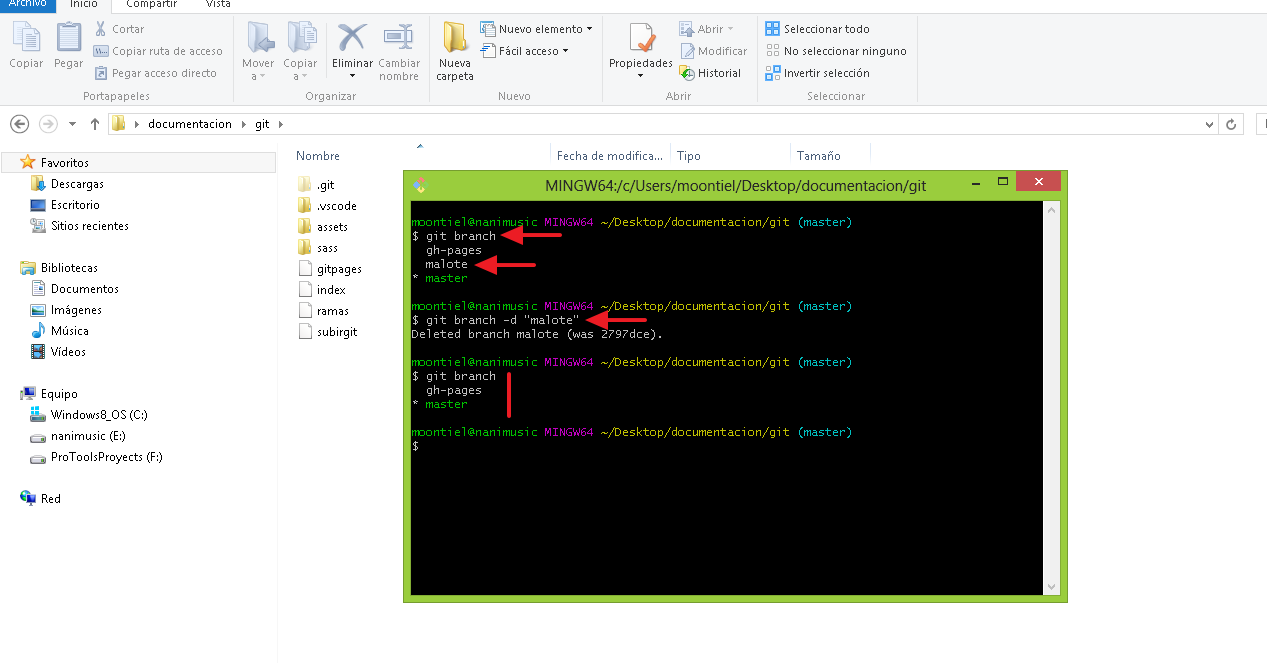 Archivo Inicio Compartir Vista
Copiar
Pegar
Cortar
Copiar ruta de acceso
Pegar acceso directo
Portapapeles
Mover a
Copiar a
Eliminar
Cambiar nombre
Organizar
Nueva carpeta
Nuevo elemento
Fácil acceso
Nuevo
Propiedades
Abrir
Modificar
Historial
Abrir
Seleccionar todo
No seleccionar ninguno
Invertir selección
Seleccionar
documentacion git
Favoritos
Descargas
Escritorio
Sitios recientes
Bibliotecas
Documentos
Imágenes
Música
Vídeos
Equipo
Windows8_OS (C:)
nanimusic (E:)
ProToolsProyects (F:)
Red
Nombre Fecha de modifica... Tipo Tamaño
.git
.vscode
assets
sass
gitpages
index
ramas
subirgit
MINGW64:/c/Users/moontiel/Desktop/documentacion/git
moontiel@nanimusic MINGW64 ~/Desktop/documentacion/git (master)
$ git branch
gh-pages
malote
* master
moontiel@nanimusic MINGW64 ~/Desktop/documentacion/git (master)
$ git branch -d "malote"
Deleted branch malote (was 2797dce).
moontiel@nanimusic MINGW64 ~/Desktop/documentacion/git (master)
$ git branch
gh-pages
* master
moontiel@nanimusic MINGW64 ~/Desktop/documentacion/git (master)
$